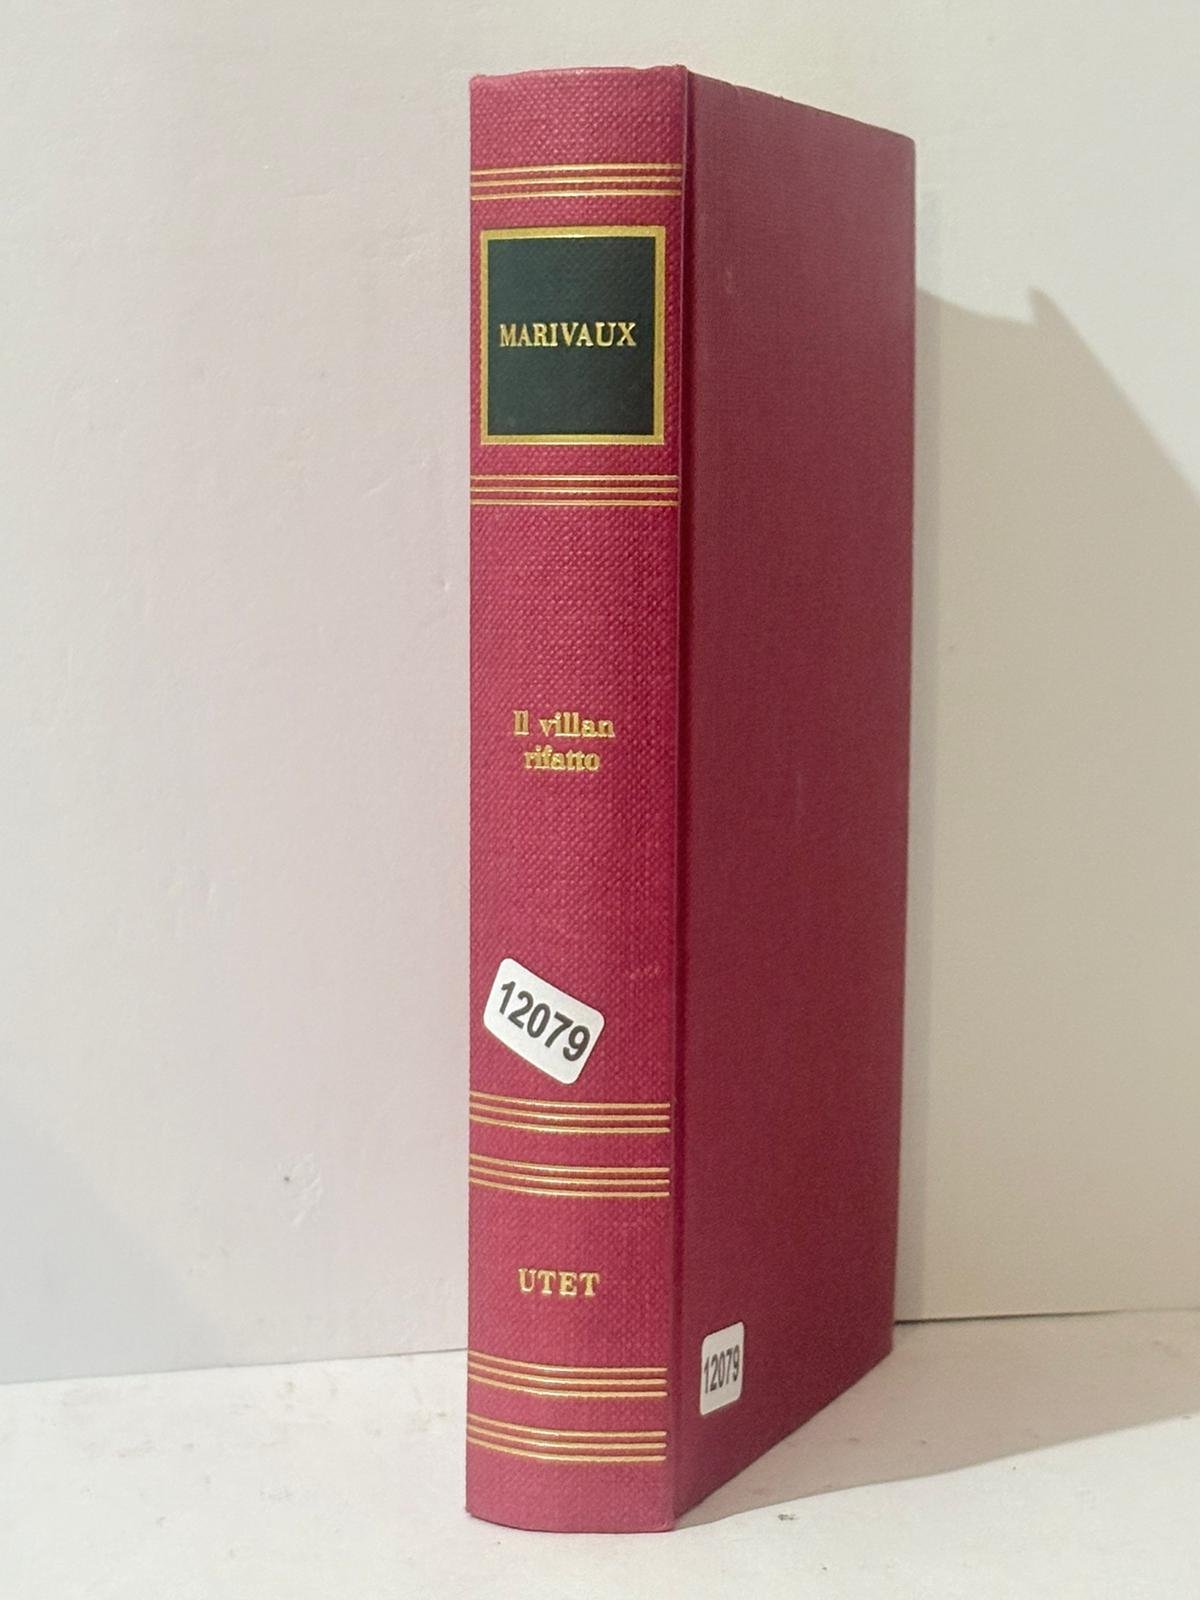 MARIVAUX
Il villan
rifatto
12079
UTET
12079